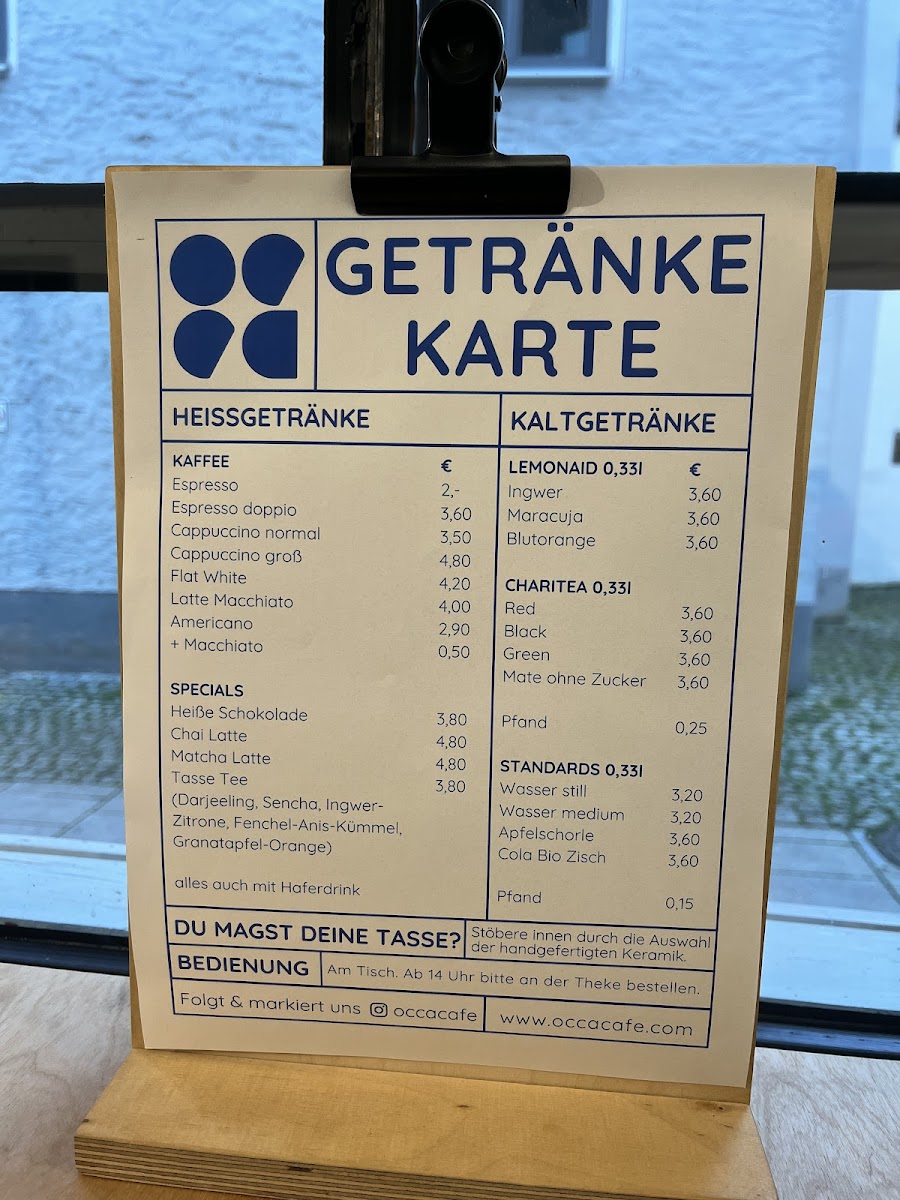 GETRÄNKE
KARTE
HEISSGETRÄNKE
KAFFEE €
Espresso 2,-
Espresso doppio 3,60
Cappuccino normal 3,50
Cappuccino groß 4,80
Flat White 4,20
Latte Macchiato 4,00
Americano 2,90
+ Macchiato 0,50
SPECIALS
Heiße Schokolade 3,80
Chai Latte 4,80
Matcha Latte 4,80
Tasse Tee 3,80
(Darjeeling, Sencha, Ingwer-
Zitrone, Fenchel-Anis-Kümmel,
Granatapfel-Orange)
alles auch mit Haferdrink
KALTGETRÄNKE
LEMONAID 0,33l €
Ingwer 3,60
Maracuja 3,60
Blutorange 3,60
CHARITEA 0,33l
Red 3,60
Black 3,60
Green 3,60
Mate ohne Zucker 3,60
Pfand 0,25
STANDARDS 0,33l
Wasser still 3,20
Wasser medium 3,20
Apfelschorle 3,60
Cola Bio Zisch 3,60
Pfand 0,15
DU MAGST DEINE TASSE?
Stöbere innen durch die Auswahl
der handgefertigten Keramik.
BEDIENUNG
Am Tisch. Ab 14 Uhr bitte an der Theke bestellen.
Folgt & markiert uns occacafe
www.occacafe.com